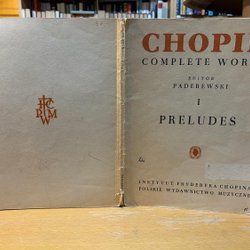 CHOPI
COMPLETE WOR
EDITOR
PADEREWSKI
I
PRELUDES
INSTYTUT FRYDERYKA CHOPINA
POLSKIE WYDAWNICTWO MUZYCZNE